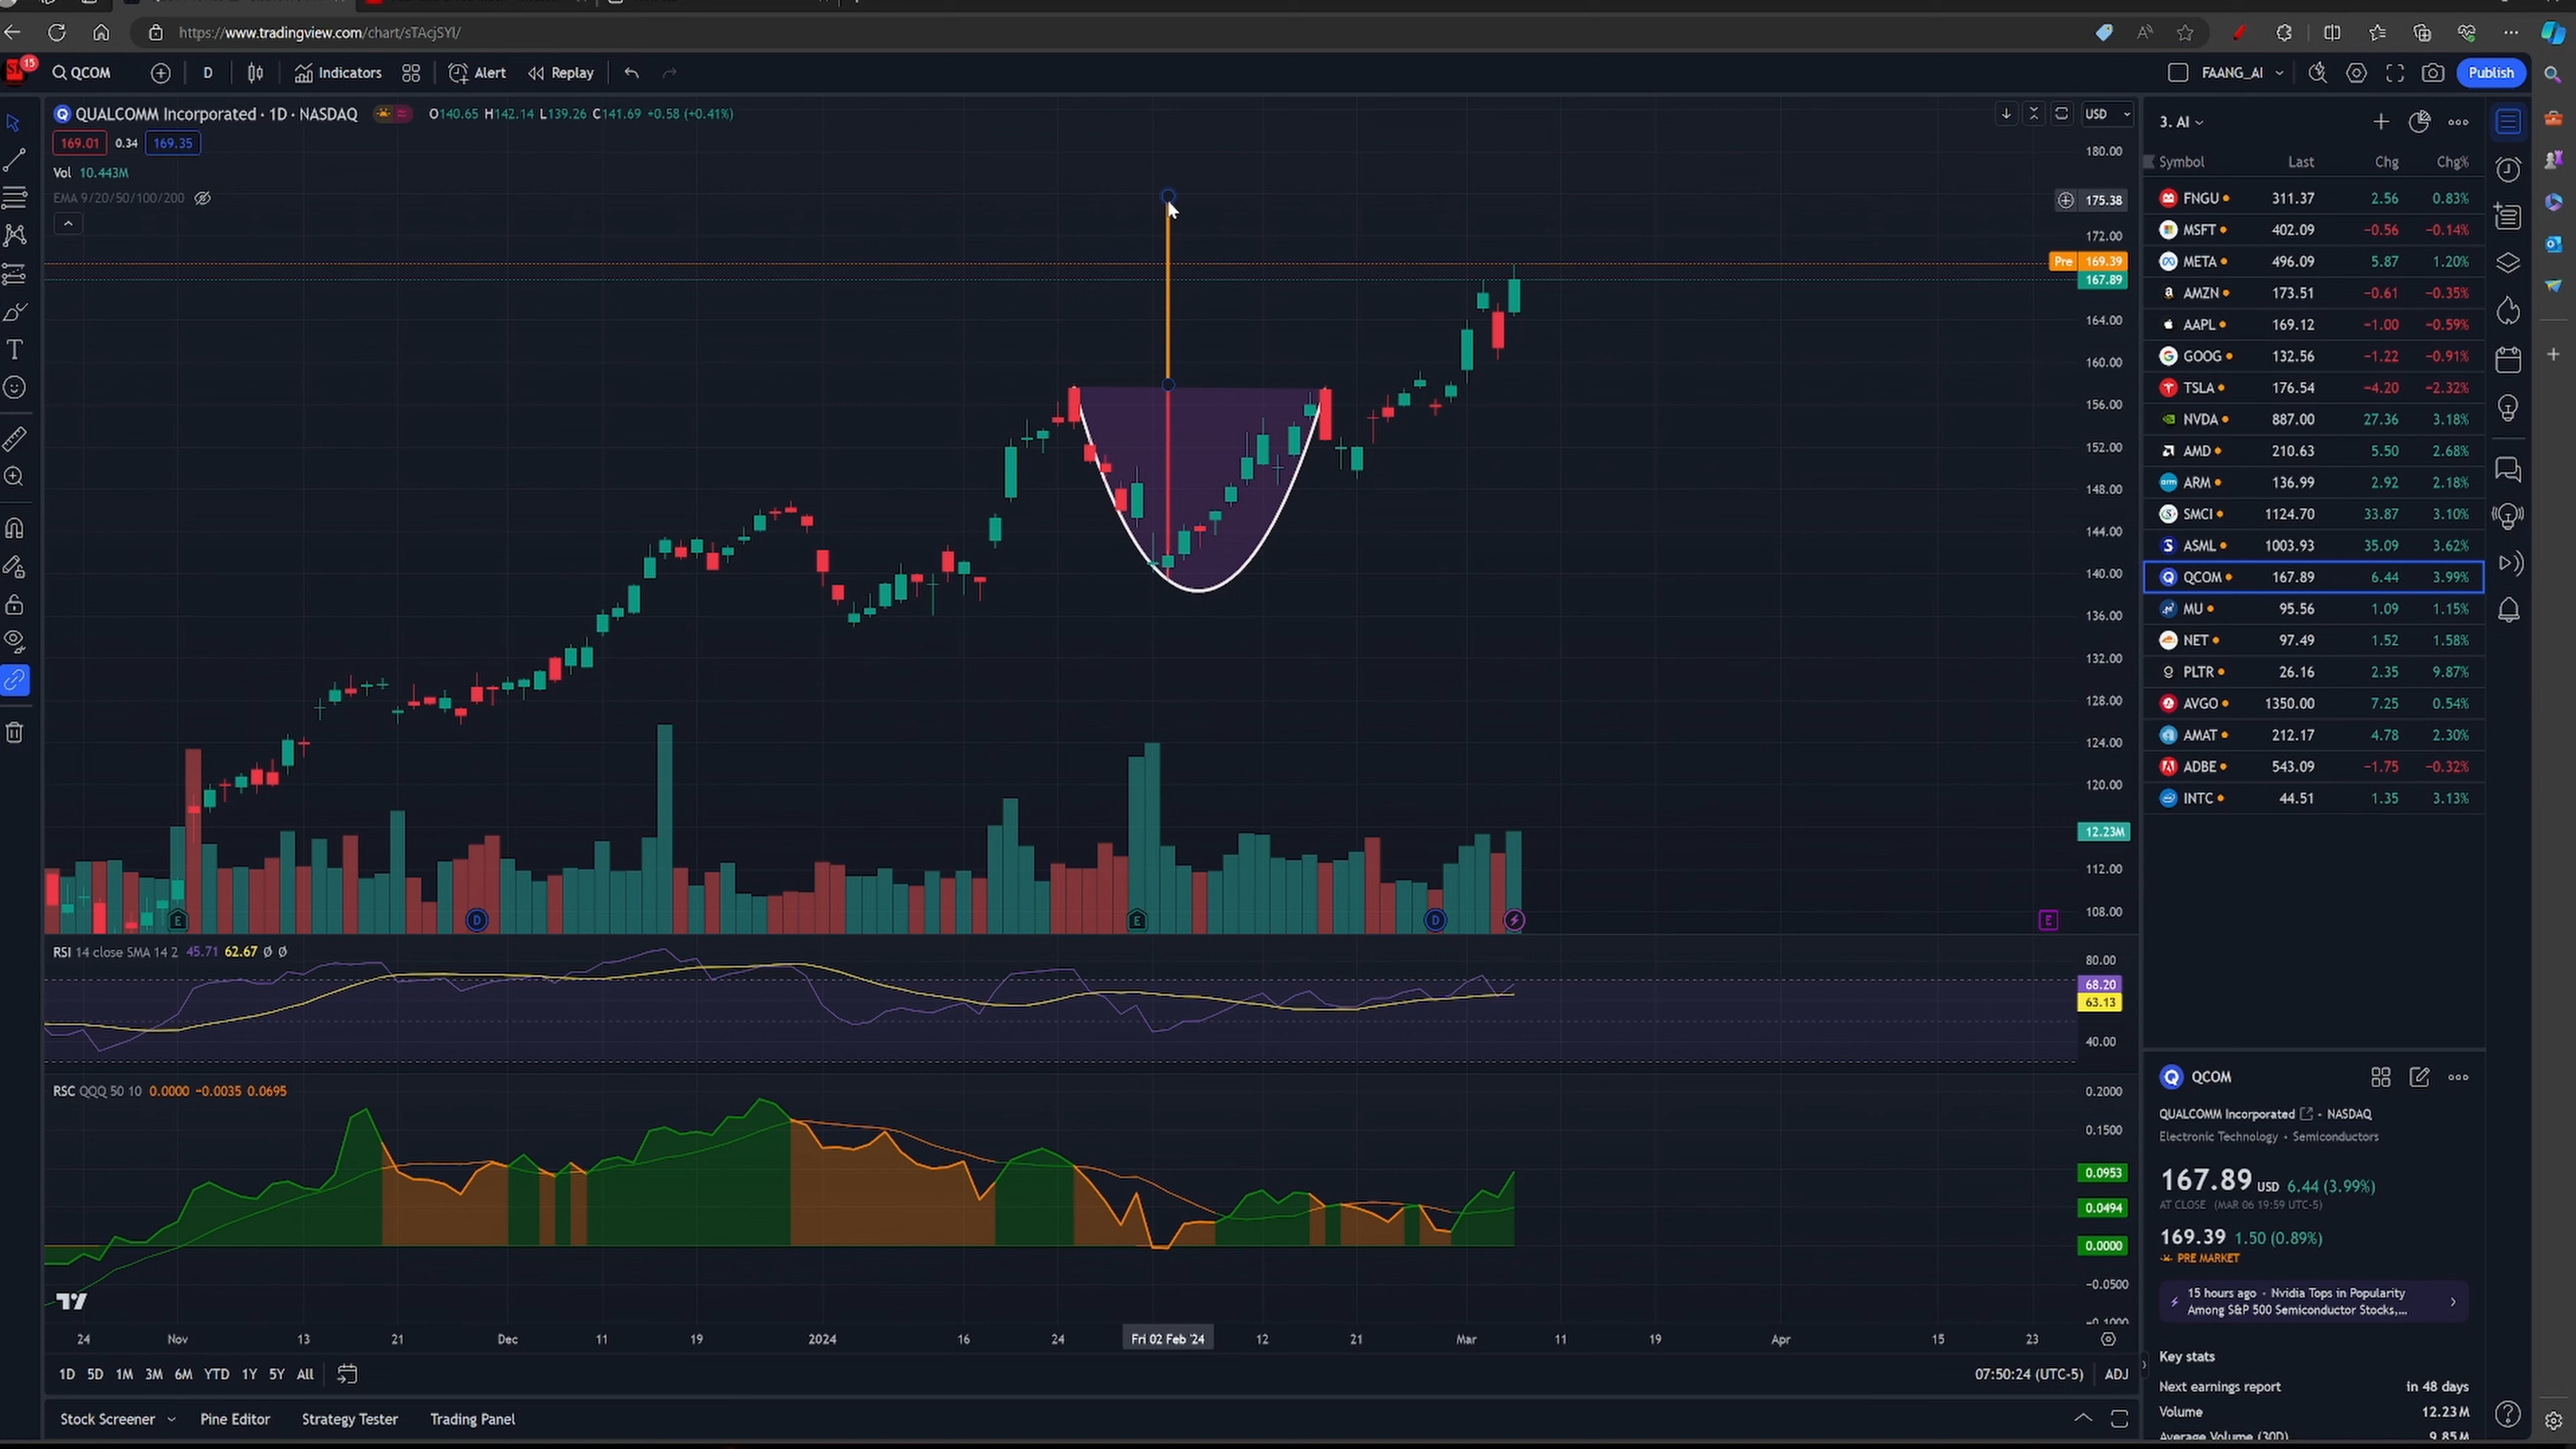 https://www.tradingview.com/chart/sTAcjSYl/
15
QCOM
D
Indicators
Alert
Replay
FAANG_AI
Publish
QUALCOMM Incorporated · 1D · NASDAQ
O140.65 H142.14 L139.26 C141.69 +0.58 (+0.41%)
169.01 0.34 169.35
Vol 10.443M
EMA 9/20/50/100/200
USD
180.00
175.38
172.00
Pre 169.39
167.89
164.00
160.00
156.00
152.00
148.00
144.00
140.00
136.00
132.00
128.00
124.00
120.00
12.23M
112.00
108.00
E D E D E
RSI 14 close SMA 14 2 45.71 62.67 Ø Ø
80.00
68.20
63.13
40.00
RSC QQQ 50 10 0.0000 −0.0035 0.0695
0.2000
0.1500
0.0953
0.0494
0.0000
−0.0500
−0.1000
24 Nov 13 21 Dec 11 19 2024 16 24 Fri 02 Feb '24 12 21 Mar 11 19 Apr 15 23
1D 5D 1M 3M 6M YTD 1Y 5Y All
07:50:24 (UTC-5) ADJ
Stock Screener Pine Editor Strategy Tester Trading Panel
3. AI
Symbol Last Chg Chg%
FNGU 311.37 2.56 0.83%
MSFT 402.09 −0.56 −0.14%
META 496.09 5.87 1.20%
AMZN 173.51 −0.61 −0.35%
AAPL 169.12 −1.00 −0.59%
GOOG 132.56 −1.22 −0.91%
TSLA 176.54 −4.20 −2.32%
NVDA 887.00 27.36 3.18%
AMD 210.63 5.50 2.68%
ARM 136.99 2.92 2.18%
SMCI 1124.70 33.87 3.10%
ASML 1003.93 35.09 3.62%
QCOM 167.89 6.44 3.99%
MU 95.56 1.09 1.15%
NET 97.49 1.52 1.58%
PLTR 26.16 2.35 9.87%
AVGO 1350.00 7.25 0.54%
AMAT 212.17 4.78 2.30%
ADBE 543.09 −1.75 −0.32%
INTC 44.51 1.35 3.13%
QCOM
QUALCOMM Incorporated · NASDAQ
Electronic Technology · Semiconductors
167.89 USD 6.44 (3.99%)
AT CLOSE (MAR 06 19:59 UTC-5)
169.39 1.50 (0.89%)
PRE MARKET
15 hours ago · Nvidia Tops in Popularity
Among S&P 500 Semiconductor Stocks,...
Key stats
Next earnings report in 48 days
Volume 12.23M
Average Volume (30D) 9.85M